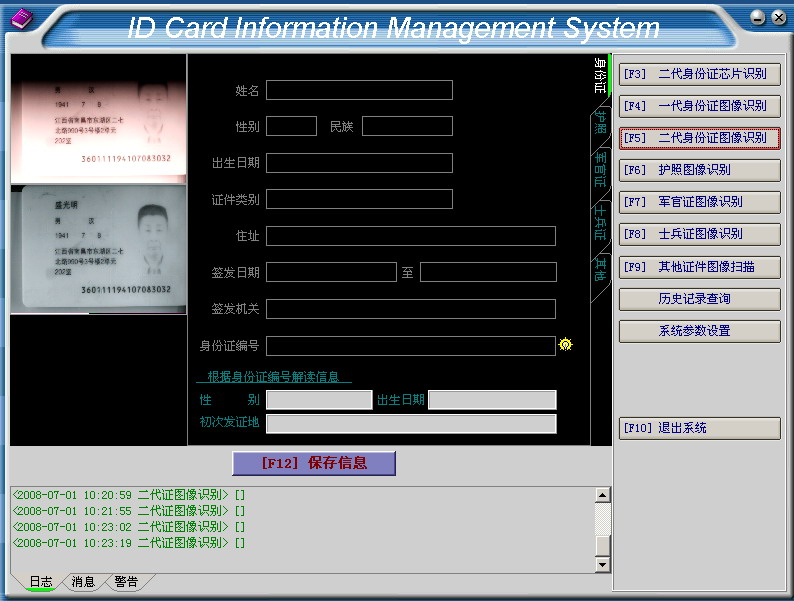 ID Card Information Management System
男 汉
1941 7 8
江西省南昌市东湖区二七
北路060号3号楼2单元
202室
360111194107083032
盛光明
男 汉
1941 7 8
江西省南昌市东湖区二七
北路060号3号楼2单元
202室
360111194107083032
姓名
性别 民族
出生日期
证件类别
住址
签发日期 至
签发机关
身份证编号
根据身份证编号解读信息
性 别 出生日期
初次发证地
身份证
护照
军官证
士兵证
其他
[F3] 二代身份证芯片识别
[F4] 一代身份证图像识别
[F5] 二代身份证图像识别
[F6] 护照图像识别
[F7] 军官证图像识别
[F8] 士兵证图像识别
[F9] 其他证件图像扫描
历史记录查询
系统参数设置
[F10] 退出系统
[F12] 保存信息
<2008-07-01 10:20:59 二代证图像识别> []
<2008-07-01 10:21:55 二代证图像识别> []
<2008-07-01 10:23:02 二代证图像识别> []
<2008-07-01 10:23:19 二代证图像识别> []
日志 消息 警告